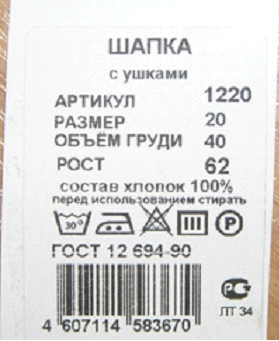 ШАПКА
с ушками
АРТИКУЛ 1220
РАЗМЕР 20
ОБЪЁМ ГРУДИ 40
РОСТ 62
состав хлопок 100%
перед использованием стирать
30° P
ГОСТ 12 694-90
РС Т
ЛТ 34
4 607114 583670